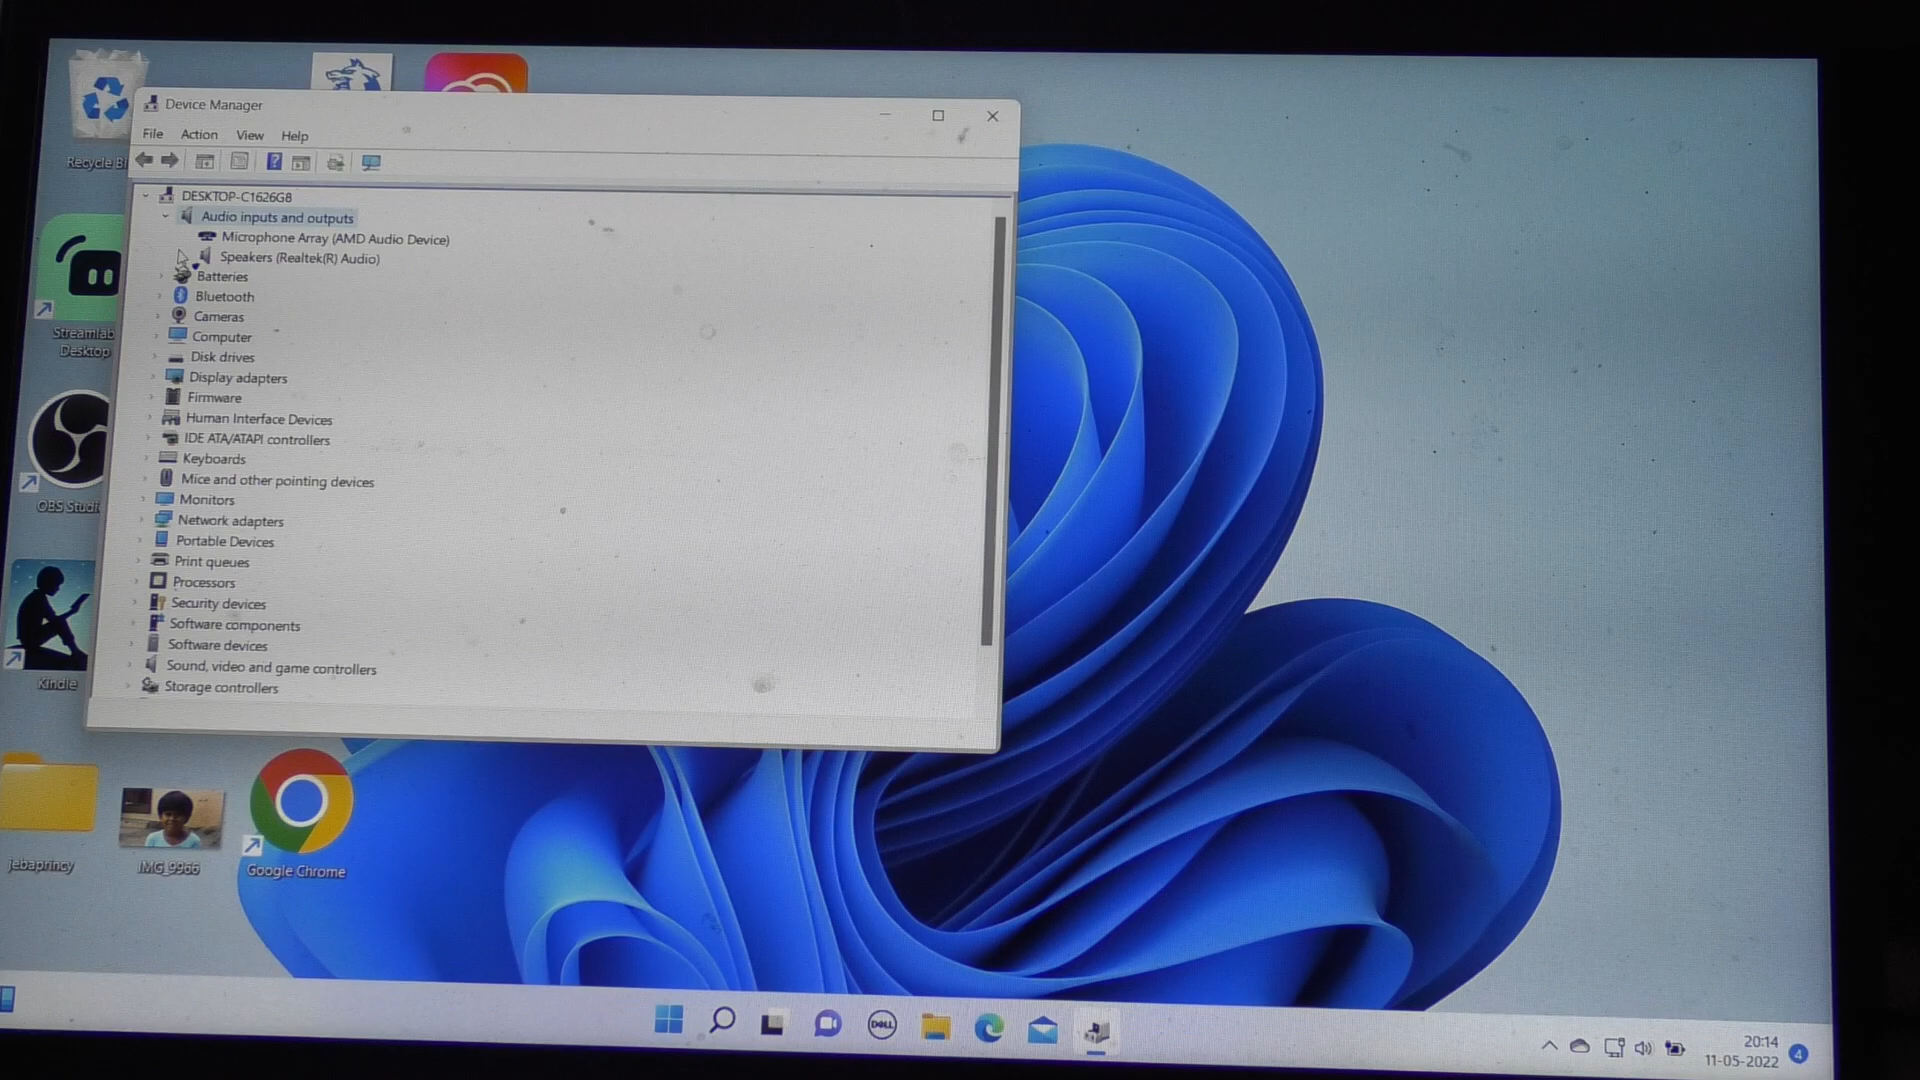 Device Manager
File Action View Help
DESKTOP-C1626G8
Audio inputs and outputs
Microphone Array (AMD Audio Device)
Speakers (Realtek(R) Audio)
Batteries
Bluetooth
Cameras
Computer
Disk drives
Display adapters
Firmware
Human Interface Devices
IDE ATA/ATAPI controllers
Keyboards
Mice and other pointing devices
Monitors
Network adapters
Portable Devices
Print queues
Processors
Security devices
Software components
Software devices
Sound, video and game controllers
Storage controllers
Recycle Bi
Streamlab
Desktop
OBS Studi
Kindle
jebaprincy
IMG_9966
Google Chrome
DELL
20:14
11-05-2022
4